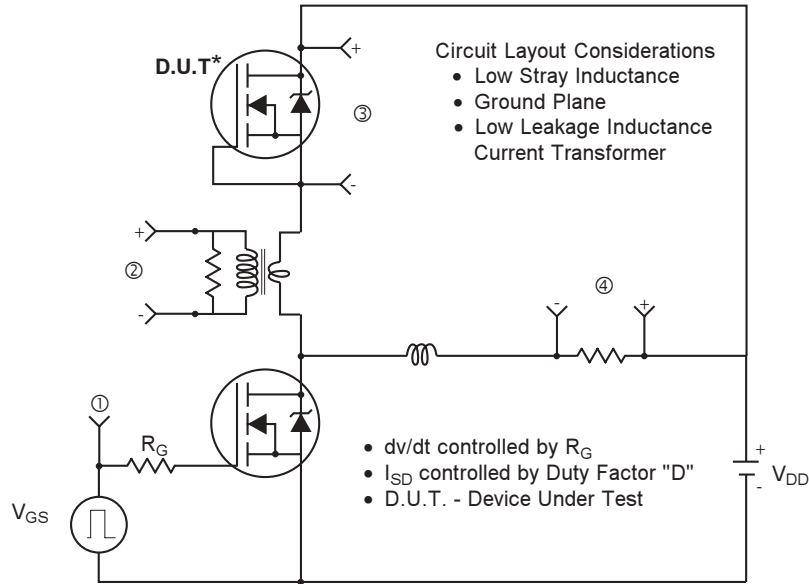 D.U.T*
+
③
-
Circuit Layout Considerations
• Low Stray Inductance
• Ground Plane
• Low Leakage Inductance
Current Transformer
+
②
-
-
④
+
①
R_G
V_GS
• dv/dt controlled by R_G
• I_SD controlled by Duty Factor "D"
• D.U.T. - Device Under Test
+
-
V_DD